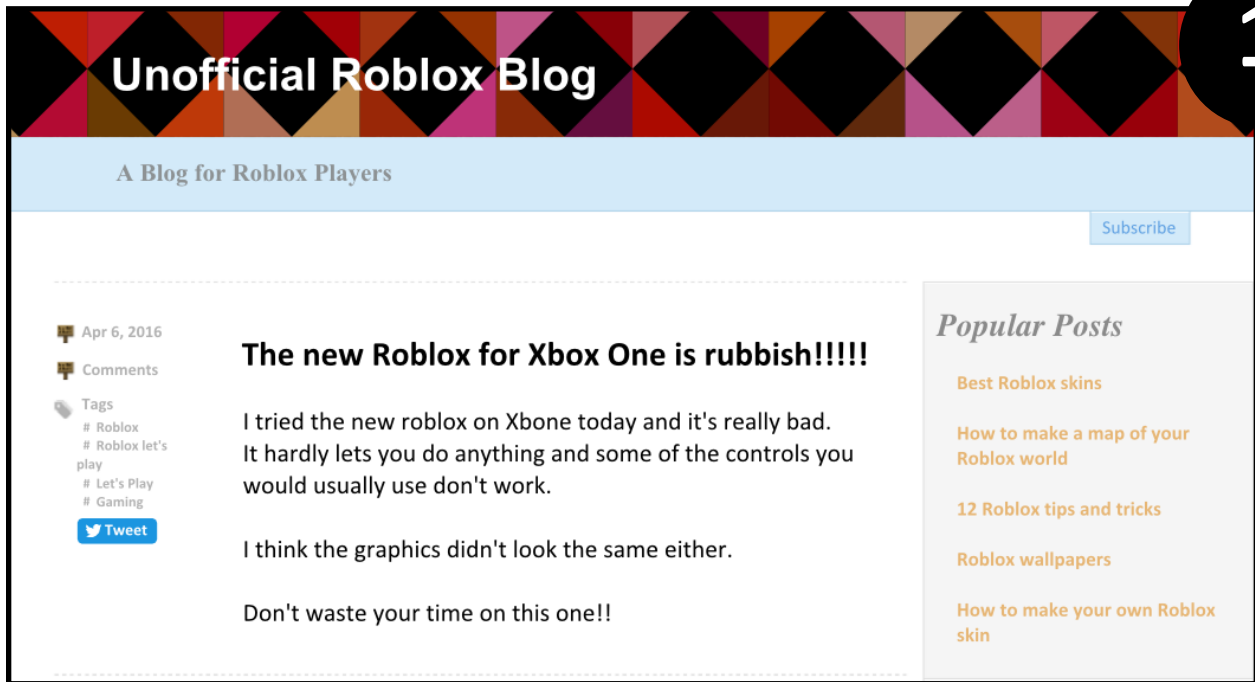 Unofficial Roblox Blog
A Blog for Roblox Players
Subscribe
Apr 6, 2016
Comments
Tags
# Roblox
# Roblox let's
play
# Let's Play
# Gaming
Tweet
The new Roblox for Xbox One is rubbish!!!!!
I tried the new roblox on Xbone today and it's really bad.
It hardly lets you do anything and some of the controls you
would usually use don't work.
I think the graphics didn't look the same either.
Don't waste your time on this one!!
Popular Posts
Best Roblox skins
How to make a map of your
Roblox world
12 Roblox tips and tricks
Roblox wallpapers
How to make your own Roblox
skin